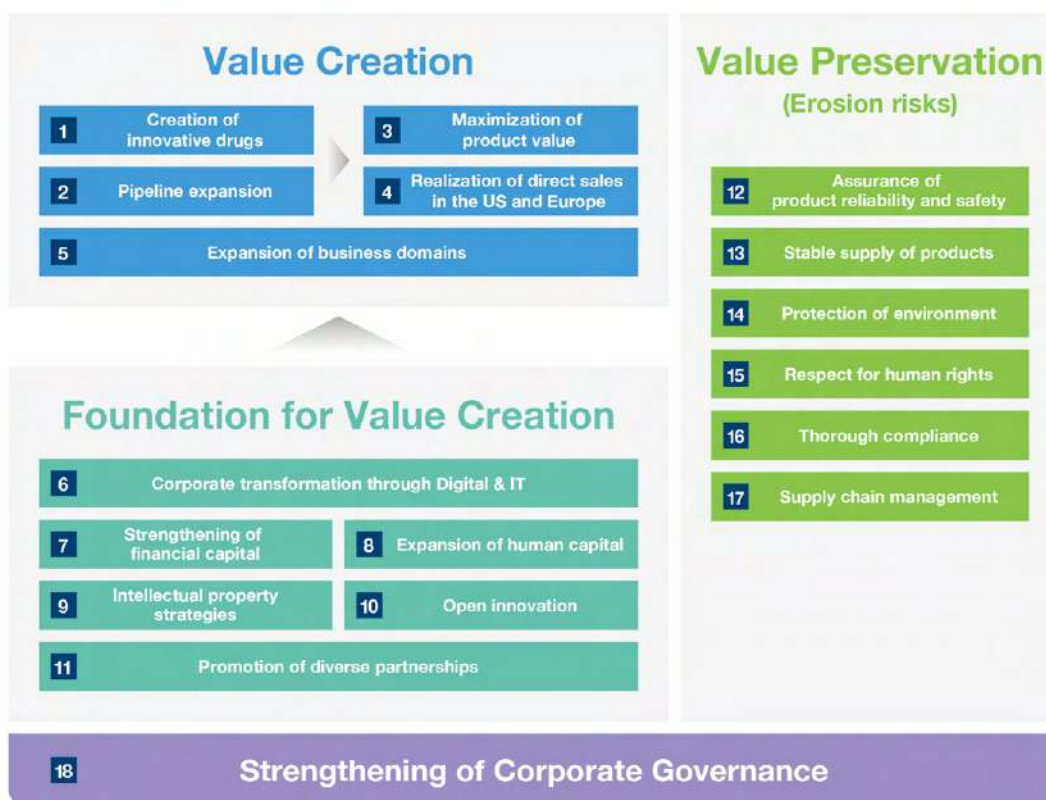 Value Creation
1
Creation of
innovative drugs
2
Pipeline expansion
3
Maximization of
product value
4
Realization of direct sales
in the US and Europe
5
Expansion of business domains
Foundation for Value Creation
6
Corporate transformation through Digital & IT
7
Strengthening of
financial capital
8
Expansion of human capital
9
Intellectual property
strategies
10
Open innovation
11
Promotion of diverse partnerships
Value Preservation
(Erosion risks)
12
Assurance of
product reliability and safety
13
Stable supply of products
14
Protection of environment
15
Respect for human rights
16
Thorough compliance
17
Supply chain management
18
Strengthening of Corporate Governance